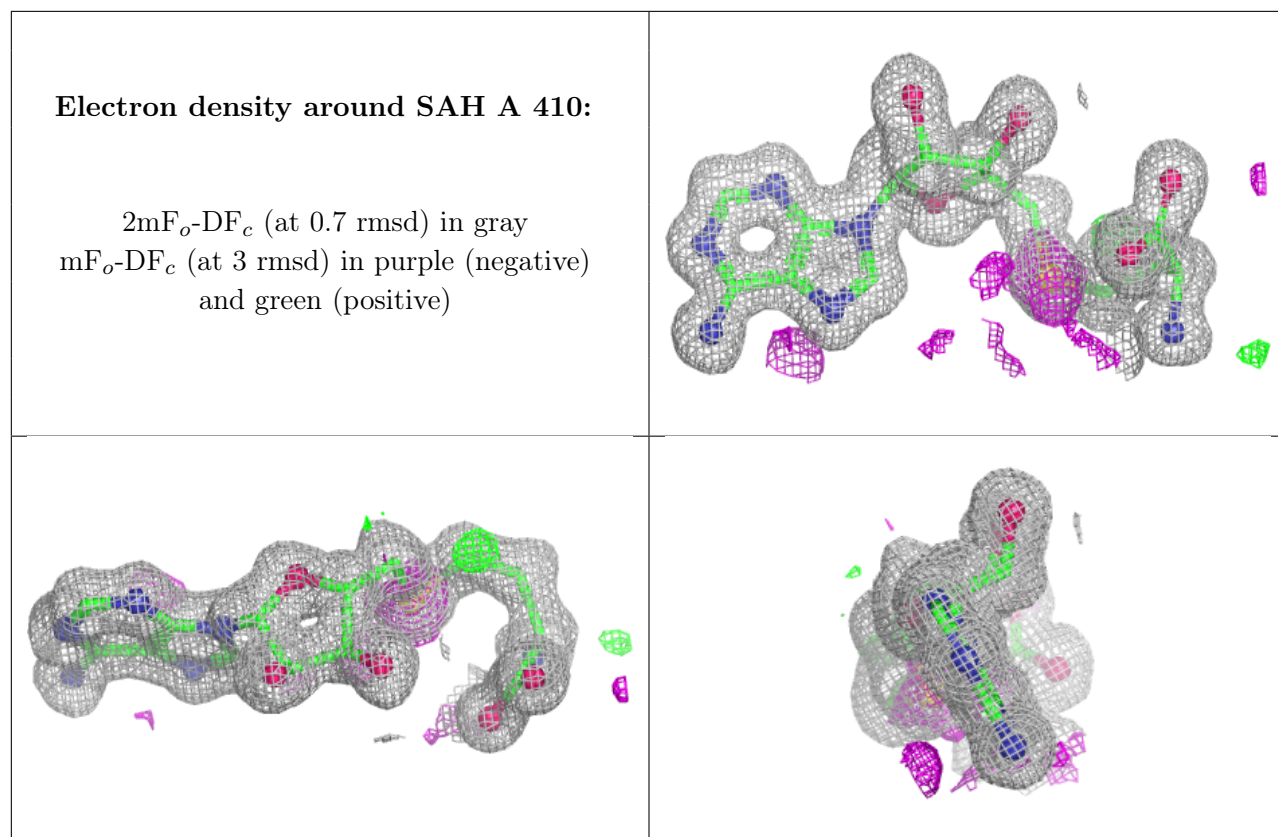 Electron density around SAH A 410:
2mFo-DFc (at 0.7 rmsd) in gray
mFo-DFc (at 3 rmsd) in purple (negative)
and green (positive)